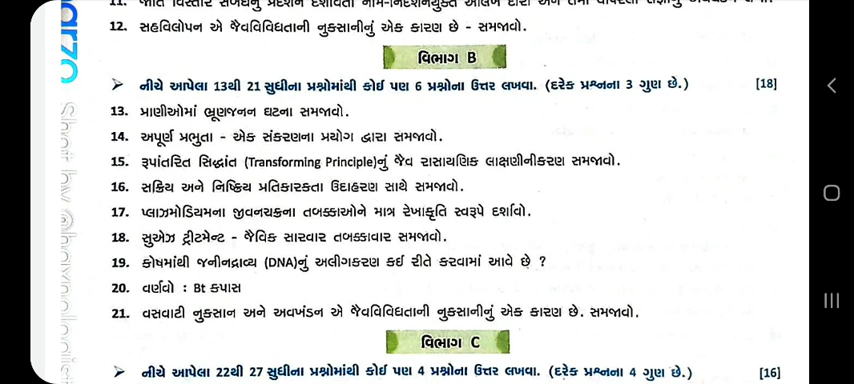 12. સહવિલોપન એ જૈવવિવિધતાની નુકસાનીનું એક કારણ છે - સમજાવો.
વિભાગ B
➢ નીચે આપેલા 13થી 21 સુધીના પ્રશ્નોમાંથી કોઈ પણ 6 પ્રશ્નોના ઉત્તર લખવા. (દરેક પ્રશ્નના 3 ગુણ છે.) [18]
13. પ્રાણીઓમાં ભ્રૂણજનન ઘટના સમજાવો.
14. અપૂર્ણ પ્રભુતા - એક સંકરણના પ્રયોગ દ્વારા સમજાવો.
15. રૂપાંતરિત સિદ્ધાંત (Transforming Principle)નું જૈવ રાસાયણિક લાક્ષણીનીકરણ સમજાવો.
16. સક્રિય અને નિષ્ક્રિય પ્રતિકારકતા ઉદાહરણ સાથે સમજાવો.
17. પ્લાઝમોડિયમના જીવનચક્રના તબક્કાઓને માત્ર રેખાકૃતિ સ્વરૂપે દર્શાવો.
18. સુએઝ ટ્રીટમેન્ટ - જૈવિક સારવાર તબક્કાવાર સમજાવો.
19. કોષમાંથી જનીનદ્રવ્ય (DNA)નું અલીગકરણ કઈ રીતે કરવામાં આવે છે ?
20. વર્ણવો : Bt કપાસ
21. વસવાટી નુકસાન અને અવખંડન એ જૈવવિવિધતાની નુકસાનીનું એક કારણ છે. સમજાવો.
વિભાગ C
➢ નીચે આપેલા 22થી 27 સુધીના પ્રશ્નોમાંથી કોઈ પણ 4 પ્રશ્નોના ઉત્તર લખવા. (દરેક પ્રશ્નના 4 ગુણ છે.) [16]